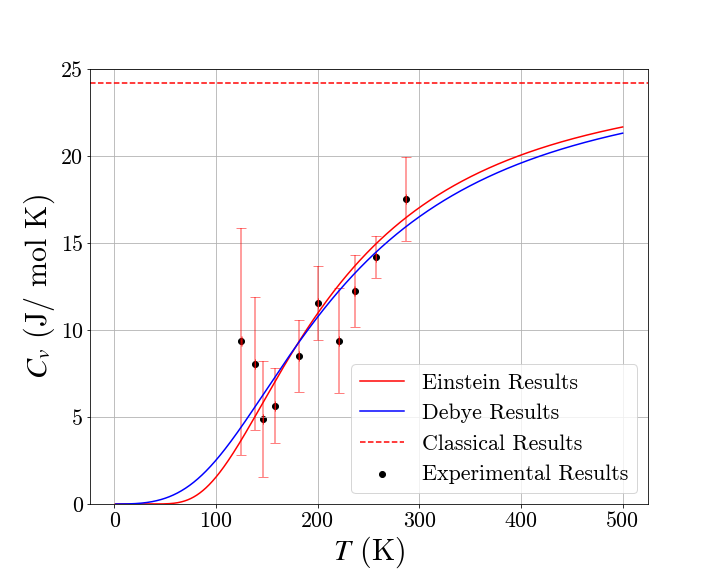 25
20
15
10
5
0
0
100
200
300
400
500
C_v (J/ mol K)
T (K)
Einstein Results
Debye Results
Classical Results
Experimental Results